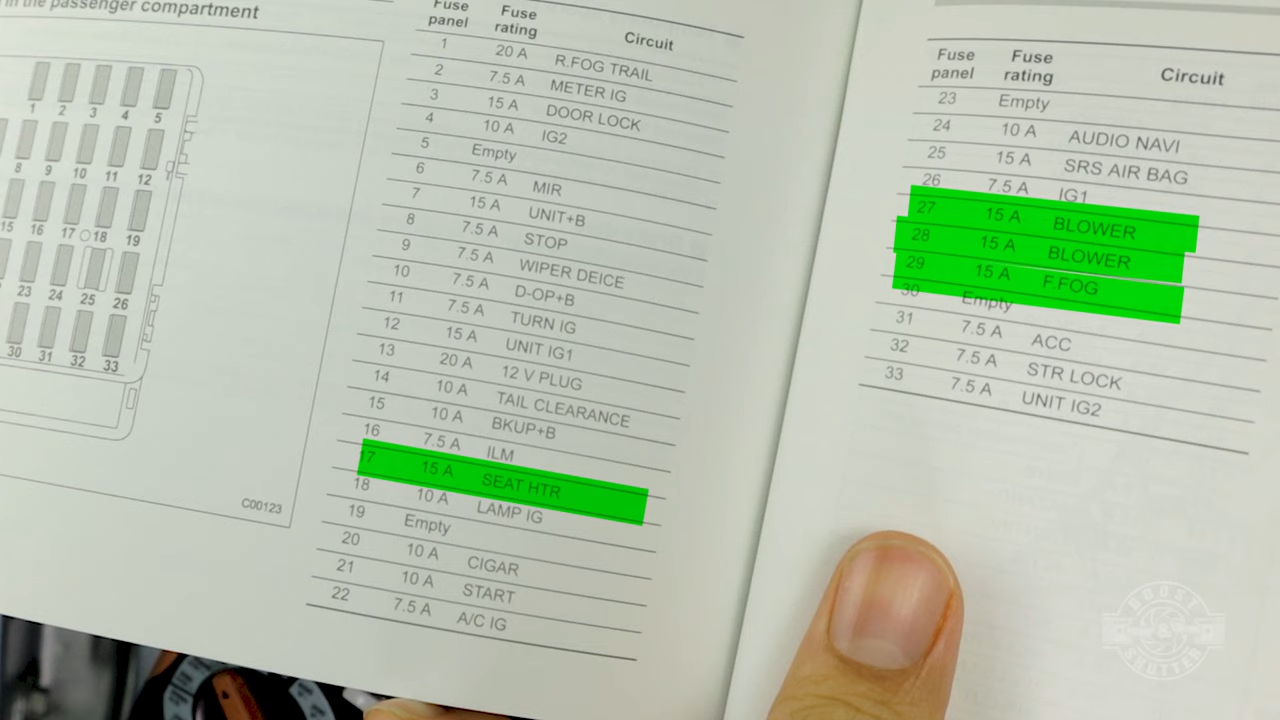 in the passenger compartment
1 2 3 4 5
8 9 10 11 12
15 16 17 18 19
23 24 25 26
30 31 32 33
C00123
Fuse panel Fuse rating Circuit
1 20 A R.FOG TRAIL
2 7.5 A METER IG
3 15 A DOOR LOCK
4 10 A IG2
5 Empty
6 7.5 A MIR
7 15 A UNIT+B
8 7.5 A STOP
9 7.5 A WIPER DEICE
10 7.5 A D-OP+B
11 7.5 A TURN IG
12 15 A UNIT IG1
13 20 A 12 V PLUG
14 10 A TAIL CLEARANCE
15 10 A BKUP+B
16 7.5 A ILM
17 15 A SEAT HTR
18 10 A LAMP IG
19 Empty
20 10 A CIGAR
21 10 A START
22 7.5 A A/C IG
Fuse panel Fuse rating Circuit
23 Empty
24 10 A AUDIO NAVI
25 15 A SRS AIR BAG
26 7.5 A IG1
27 15 A BLOWER
28 15 A BLOWER
29 15 A F.FOG
30 Empty
31 7.5 A ACC
32 7.5 A STR LOCK
33 7.5 A UNIT IG2
BOOST
SKOTTER